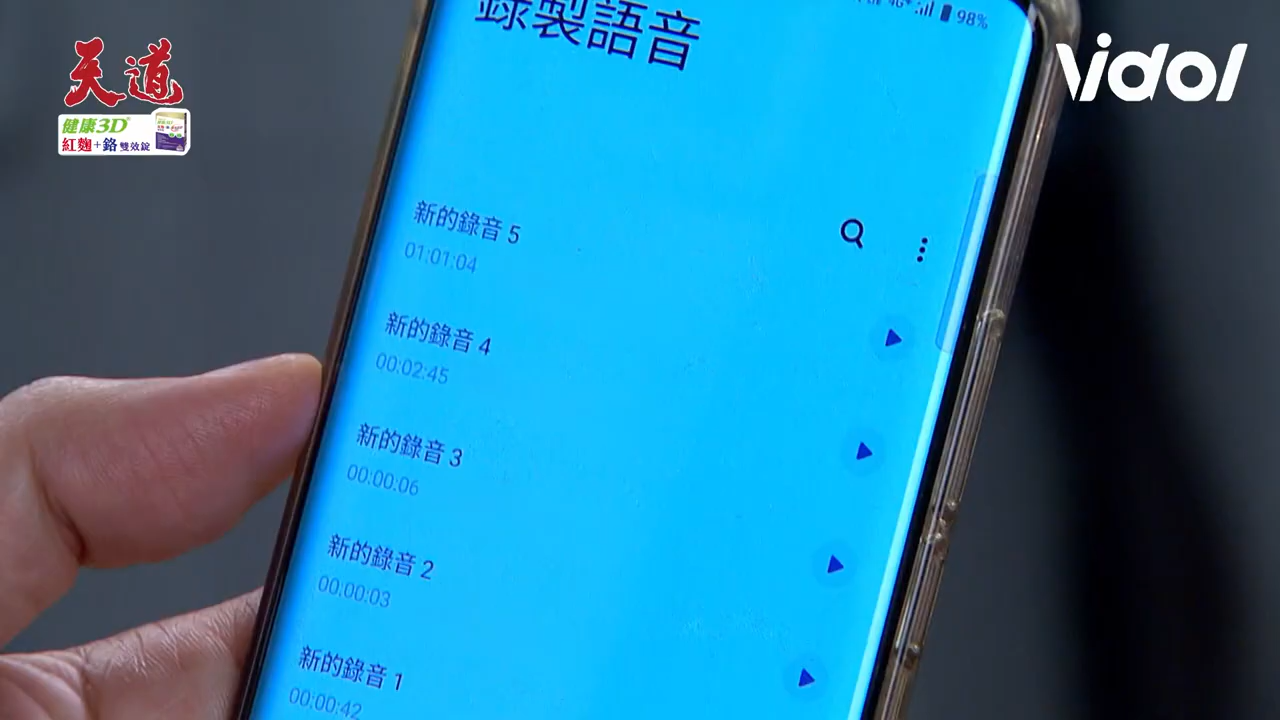 天道
健康3D®
紅麴+鉻 雙效錠
Vidol
4G+
98%
錄製語音
新的錄音 5
01:01:04
新的錄音 4
00:02:45
新的錄音 3
00:00:06
新的錄音 2
00:00:03
新的錄音 1
00:00:42